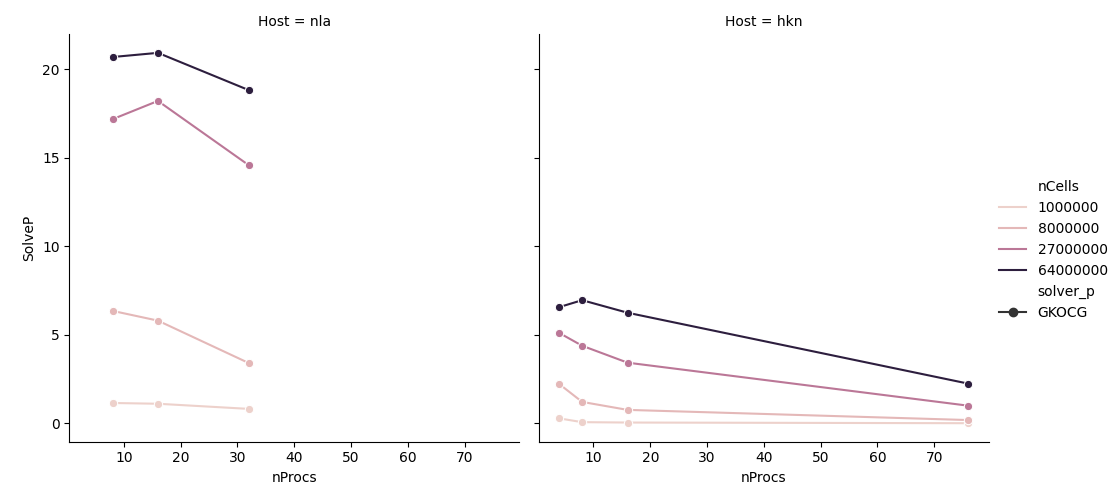 Host = nla
Host = hkn
20
15
10
5
0
SolveP
10 20 30 40 50 60 70
nProcs
10 20 30 40 50 60 70
nProcs
nCells
1000000
8000000
27000000
64000000
solver_p
GKOCG